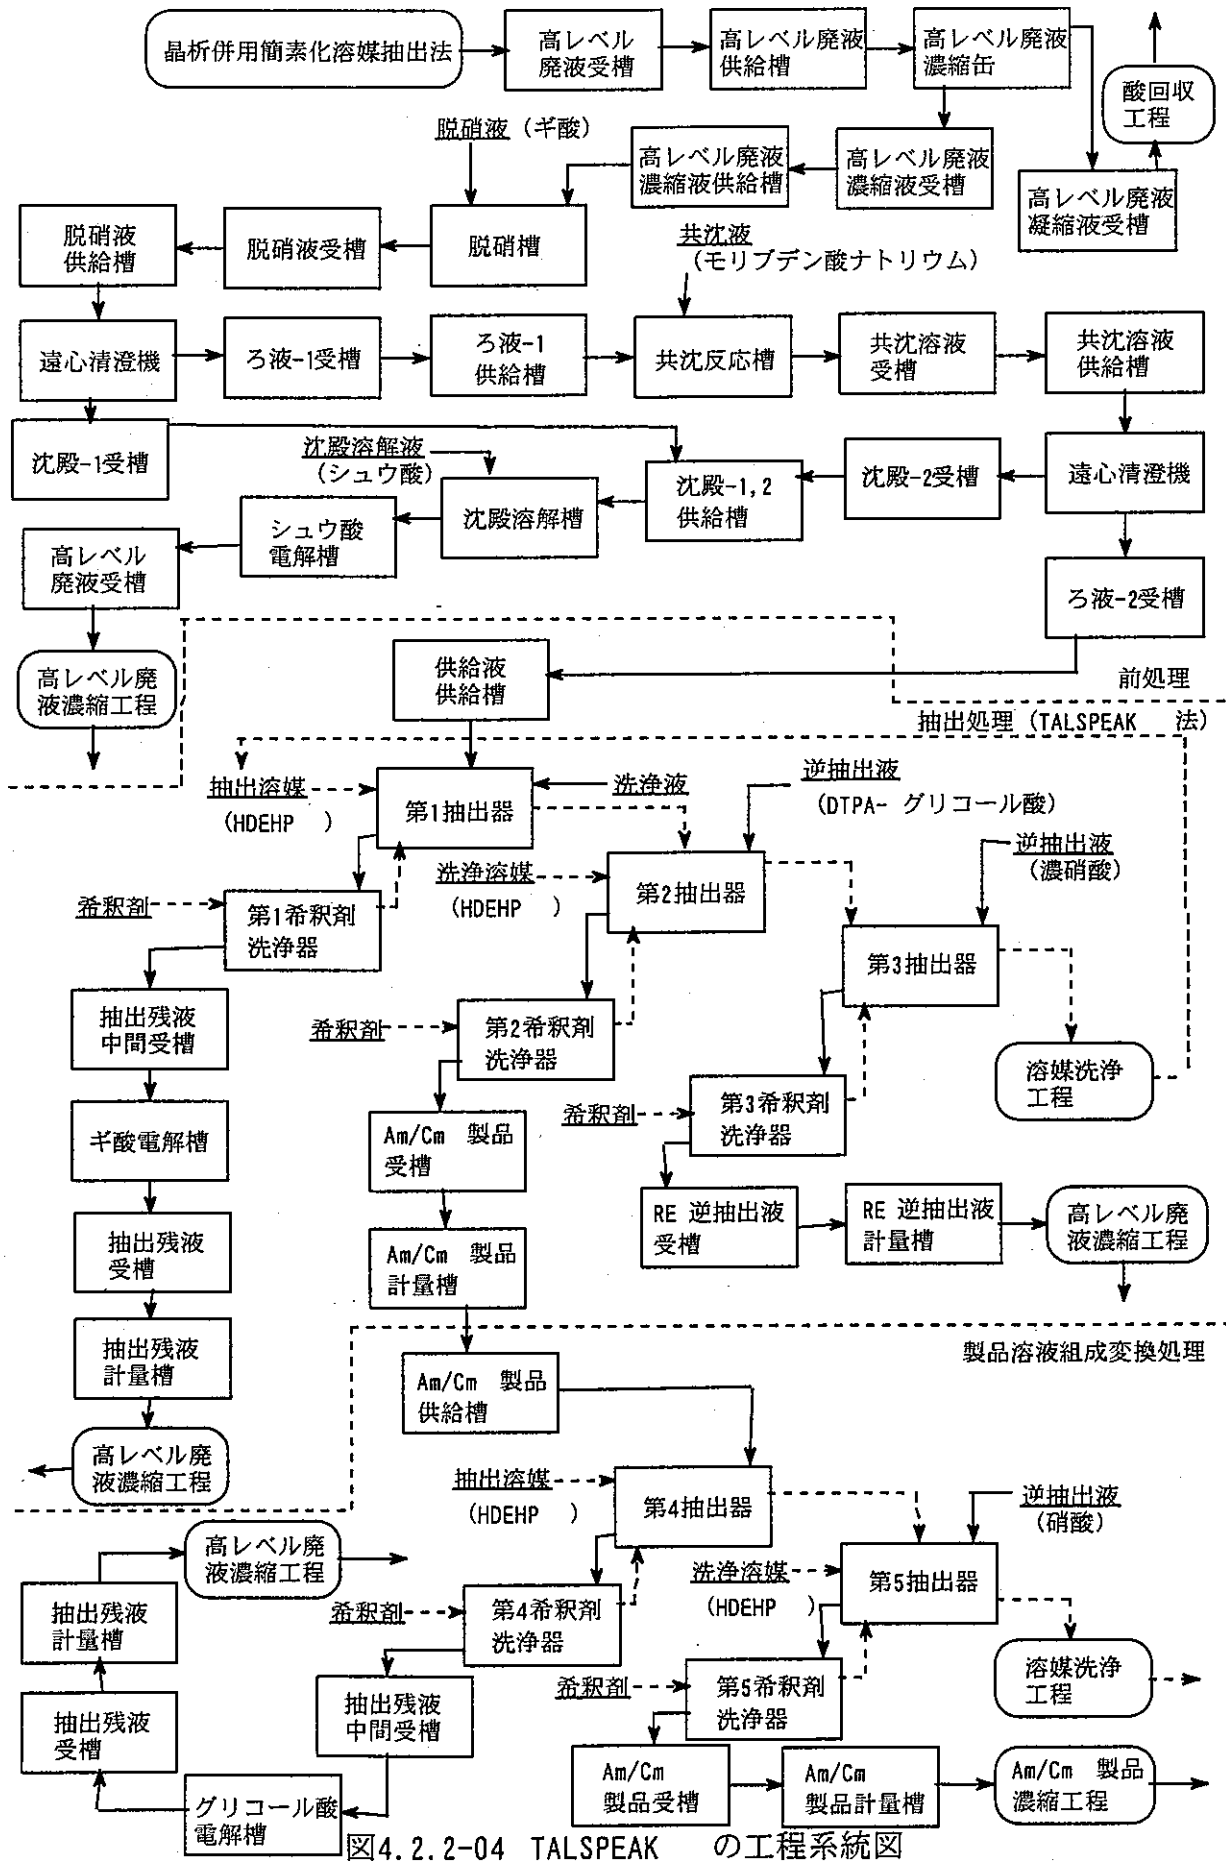 晶析併用簡素化溶媒抽出法
高レベル
廃液受槽
高レベル廃液
供給槽
高レベル廃液
濃縮缶
酸回収
工程
脱硝液 (ギ酸)
高レベル廃液
濃縮液供給槽
高レベル廃液
濃縮液受槽
高レベル廃液
凝縮液受槽
脱硝液
供給槽
脱硝液受槽
脱硝槽
共沈液
(モリブデン酸ナトリウム)
遠心清澄機
ろ液-1受槽
ろ液-1
供給槽
共沈反応槽
共沈溶液
受槽
共沈溶液
供給槽
沈殿-1受槽
沈殿溶解液
(シュウ酸)
沈殿溶解槽
沈殿-1,2
供給槽
沈殿-2受槽
遠心清澄機
シュウ酸
電解槽
高レベル
廃液受槽
ろ液-2受槽
高レベル廃
液濃縮工程
供給液
供給槽
前処理
抽出処理 (TALSPEAK 法)
抽出溶媒
(HDEHP )
第1抽出器
洗浄液
逆抽出液
(DTPA- グリコール酸)
洗浄溶媒
(HDEHP )
第2抽出器
逆抽出液
(濃硝酸)
希釈剤
第1希釈剤
洗浄器
第3抽出器
抽出残液
中間受槽
希釈剤
第2希釈剤
洗浄器
溶媒洗浄
工程
希釈剤
第3希釈剤
洗浄器
ギ酸電解槽
Am/Cm 製品
受槽
RE 逆抽出液
受槽
RE 逆抽出液
計量槽
高レベル廃
液濃縮工程
抽出残液
受槽
Am/Cm 製品
計量槽
抽出残液
計量槽
製品溶液組成変換処理
Am/Cm 製品
供給槽
高レベル廃
液濃縮工程
抽出溶媒
(HDEHP )
第4抽出器
逆抽出液
(硝酸)
高レベル廃
液濃縮工程
洗浄溶媒
(HDEHP )
第5抽出器
抽出残液
計量槽
希釈剤
第4希釈剤
洗浄器
溶媒洗浄
工程
希釈剤
第5希釈剤
洗浄器
抽出残液
受槽
抽出残液
中間受槽
Am/Cm
製品受槽
Am/Cm
製品計量槽
Am/Cm 製品
濃縮工程
グリコール酸
電解槽
図4.2.2-04 TALSPEAK の工程系統図